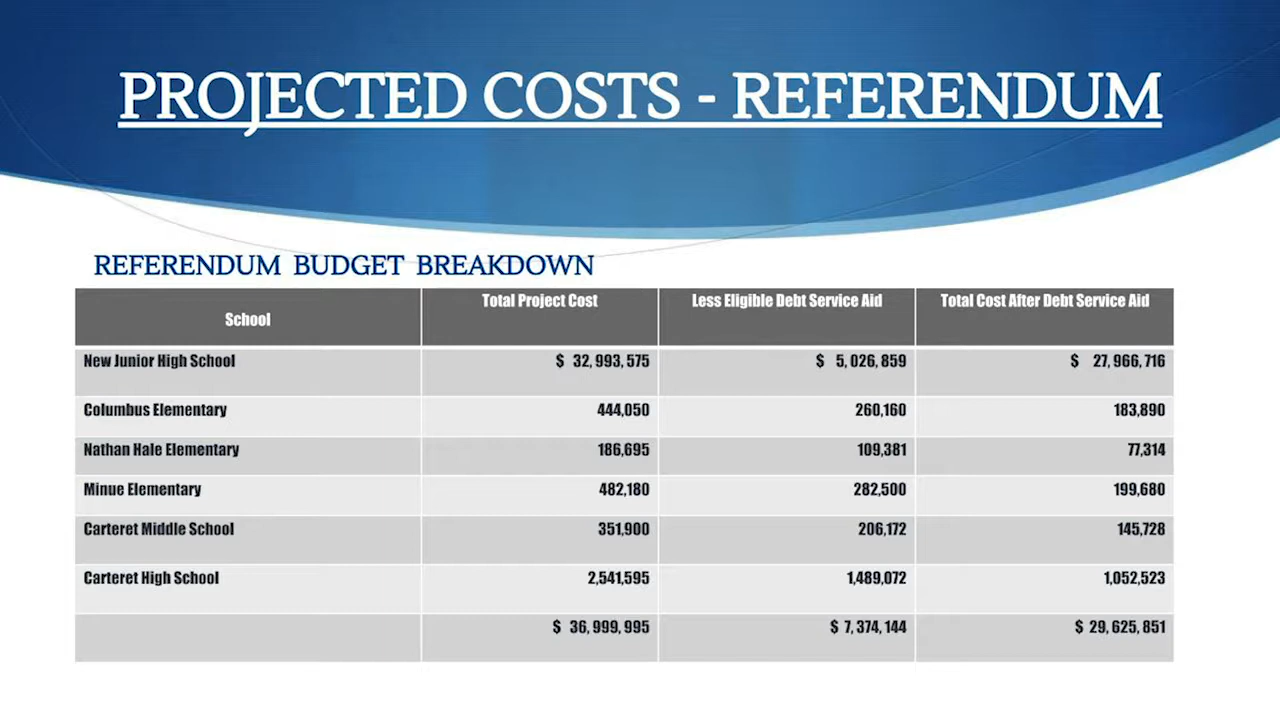 PROJECTED COSTS - REFERENDUM
REFERENDUM BUDGET BREAKDOWN
School Total Project Cost Less Eligible Debt Service Aid Total Cost After Debt Service Aid
New Junior High School $ 32,993,575 $ 5,026,859 $ 27,966,716
Columbus Elementary 444,050 260,160 183,890
Nathan Hale Elementary 186,695 109,381 77,314
Minue Elementary 482,180 282,500 199,680
Carteret Middle School 351,900 206,172 145,728
Carteret High School 2,541,595 1,489,072 1,052,523
$ 36,999,995 $ 7,374,144 $ 29,625,851